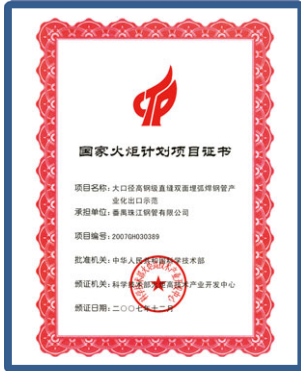 国家火炬计划项目证书
项目名称：大口径高钢级直缝双面埋弧焊钢管产
业化出口示范
承担单位：番禺珠江钢管有限公司
项目编号：2007GH030389
批准机关：中华人民共和国科学技术部
颁证机关：科学技术部火炬高技术产业开发中心
颁证日期：二〇〇七年十二月